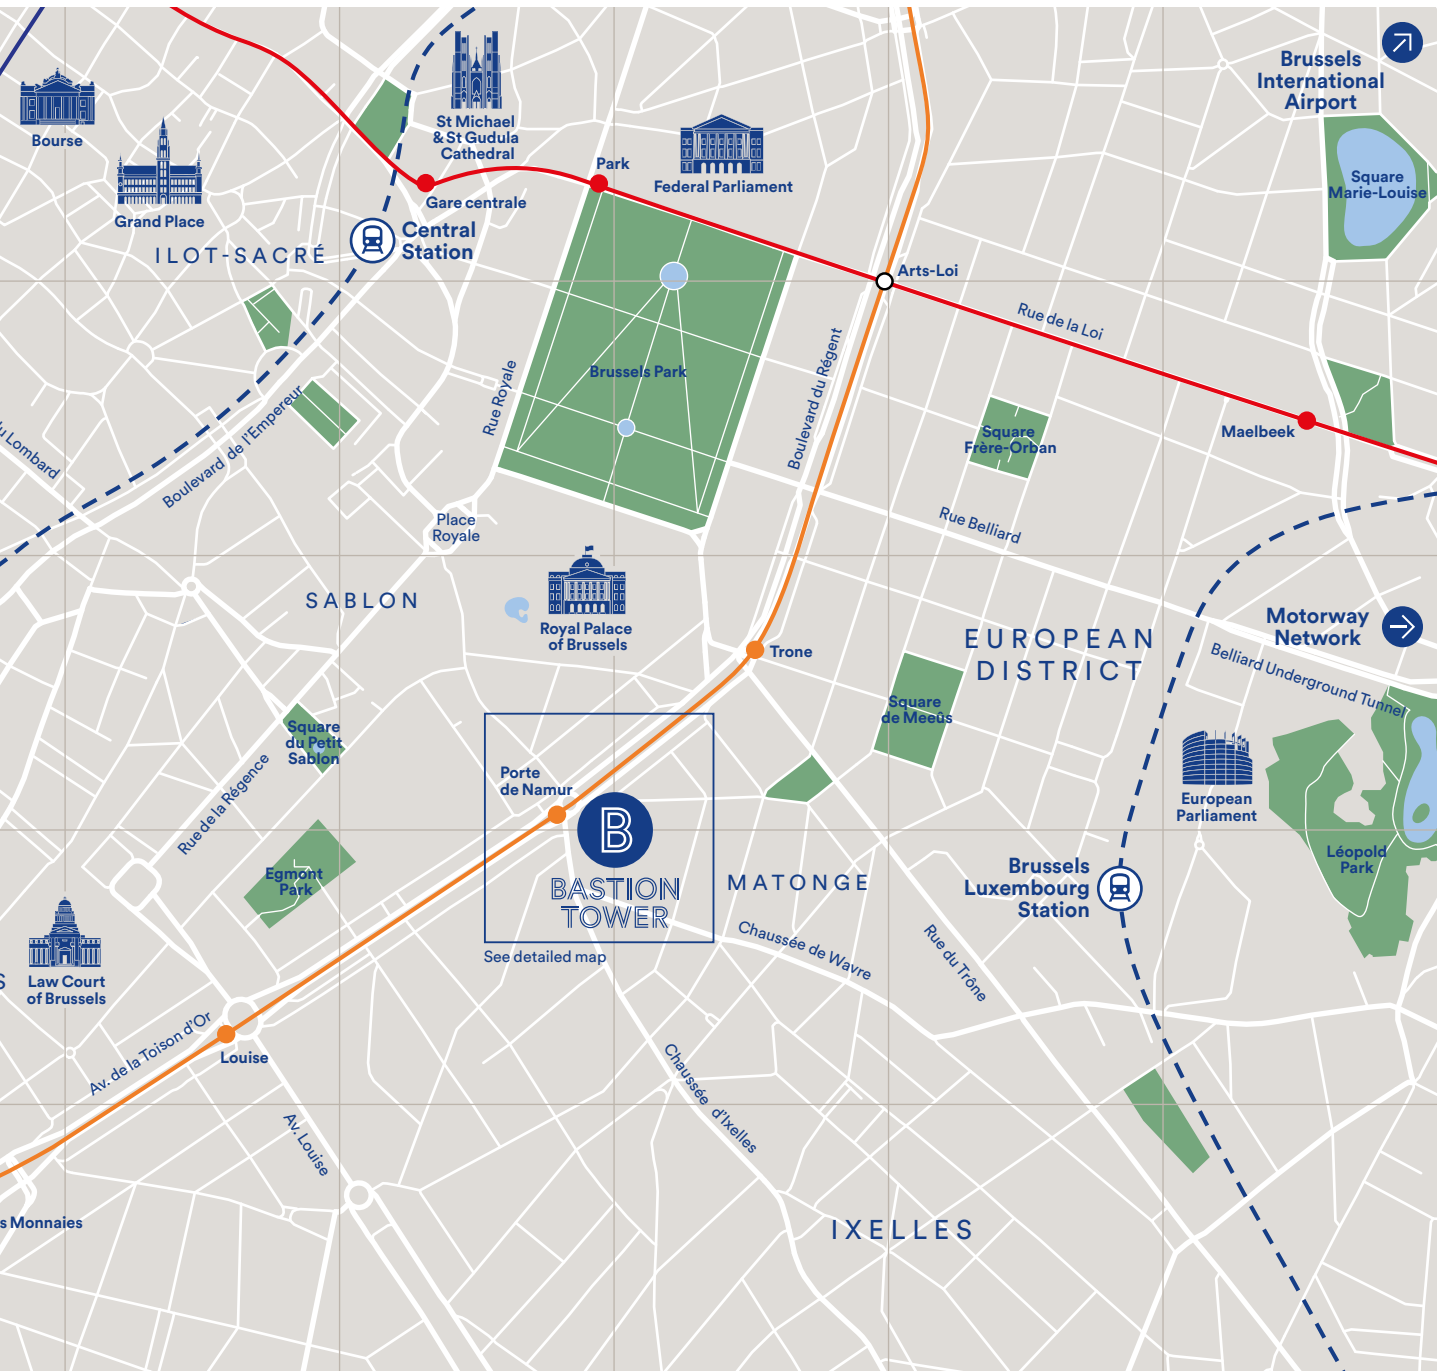 Brussels
International
Airport
St Michael
& St Gudula
Cathedral
Bourse
Park
Federal Parliament
Square
Marie-Louise
Grand Place
Gare centrale
ILOT-SACRÉ
Central
Station
Arts-Loi
Rue de la Loi
Rue Royale
Brussels Park
Boulevard du Régent
Boulevard de l'Empereur
u Lombard
Square
Frère-Orban
Maelbeek
Place
Royale
Rue Belliard
SABLON
Royal Palace
of Brussels
Trone
EUROPEAN
DISTRICT
Motorway
Network
Belliard Underground Tunnel
Square
du Petit
Sablon
Square
de Meeûs
Rue de la Régence
Porte
de Namur
B
BASTION
TOWER
See detailed map
European
Parliament
Léopold
Park
Egmont
Park
MATONGE
Brussels
Luxembourg
Station
Chaussée de Wavre
Rue du Trône
S
Law Court
of Brussels
Av. de la Toison d'Or
Louise
Chaussée d'Ixelles
Av. Louise
s Monnaies
IXELLES